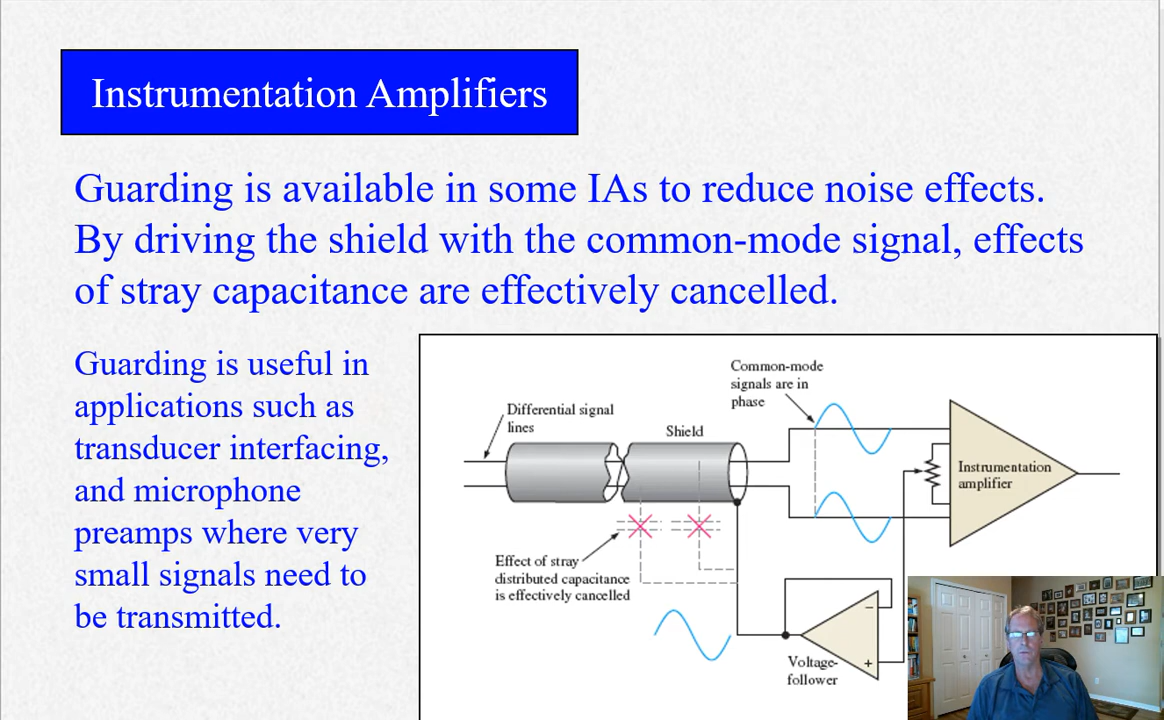 Instrumentation Amplifiers
Guarding is available in some IAs to reduce noise effects.
By driving the shield with the common-mode signal, effects
of stray capacitance are effectively cancelled.
Guarding is useful in
applications such as
transducer interfacing,
and microphone
preamps where very
small signals need to
be transmitted.
Common-mode
signals are in
phase
Differential signal
lines
Shield
Instrumentation
amplifier
Effect of stray
distributed capacitance
is effectively cancelled
–
+
Voltage-
follower